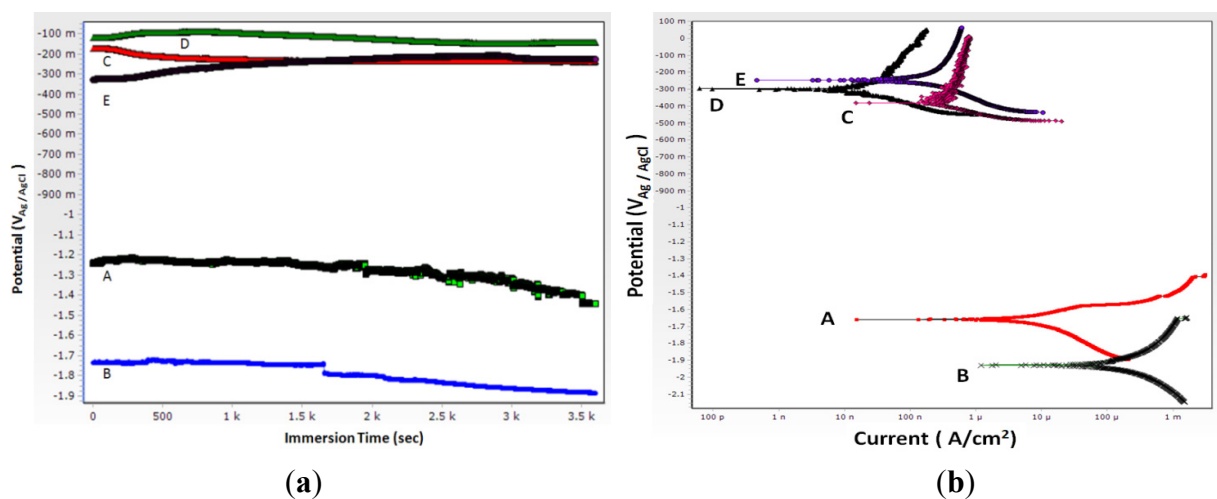 -100 m
-200 m
-300 m
-400 m
-500 m
-600 m
-700 m
-800 m
-900 m
-1
-1.1
-1.2
-1.3
-1.4
-1.5
-1.6
-1.7
-1.8
-1.9
Potential (V Ag / AgCl )
D
C
E
A
B
0 500 1 k 1.5 k 2 k 2.5 k 3 k 3.5 k
Immersion Time (sec)
(a)
100 m
0
-100 m
-200 m
-300 m
-400 m
-500 m
-600 m
-700 m
-800 m
-900 m
-1
-1.1
-1.2
-1.3
-1.4
-1.5
-1.6
-1.7
-1.8
-1.9
-2
-2.1
Potential (V Ag / AgCl )
E
D
C
A
B
100 p 1 n 10 n 100 n 1 µ 10 µ 100 µ 1 m
Current ( A/cm²)
(b)